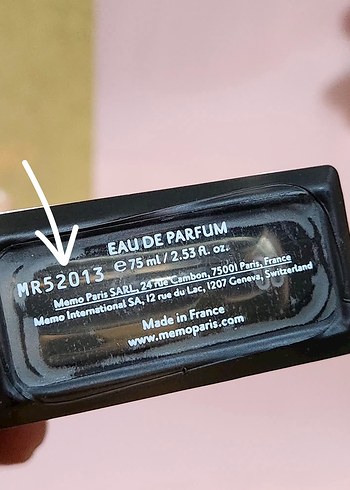 EAU DE PARFUM
MR52013 ℮75 ml / 2.53 fl. oz.
Memo Paris SARL, 24 rue Cambon, 75001 Paris, France
Memo International SA, 12 rue du Lac, 1207 Geneva, Switzerland
Made in France
www.memoparis.com